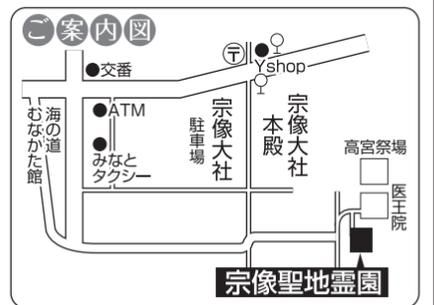 ご案内図
〒
Yshop
交番
ATM
みなと
タクシー
海の道
むなかた館
宗像大社
駐車場
宗像大社
本殿
高宮祭場
医王院
宗像聖地霊園